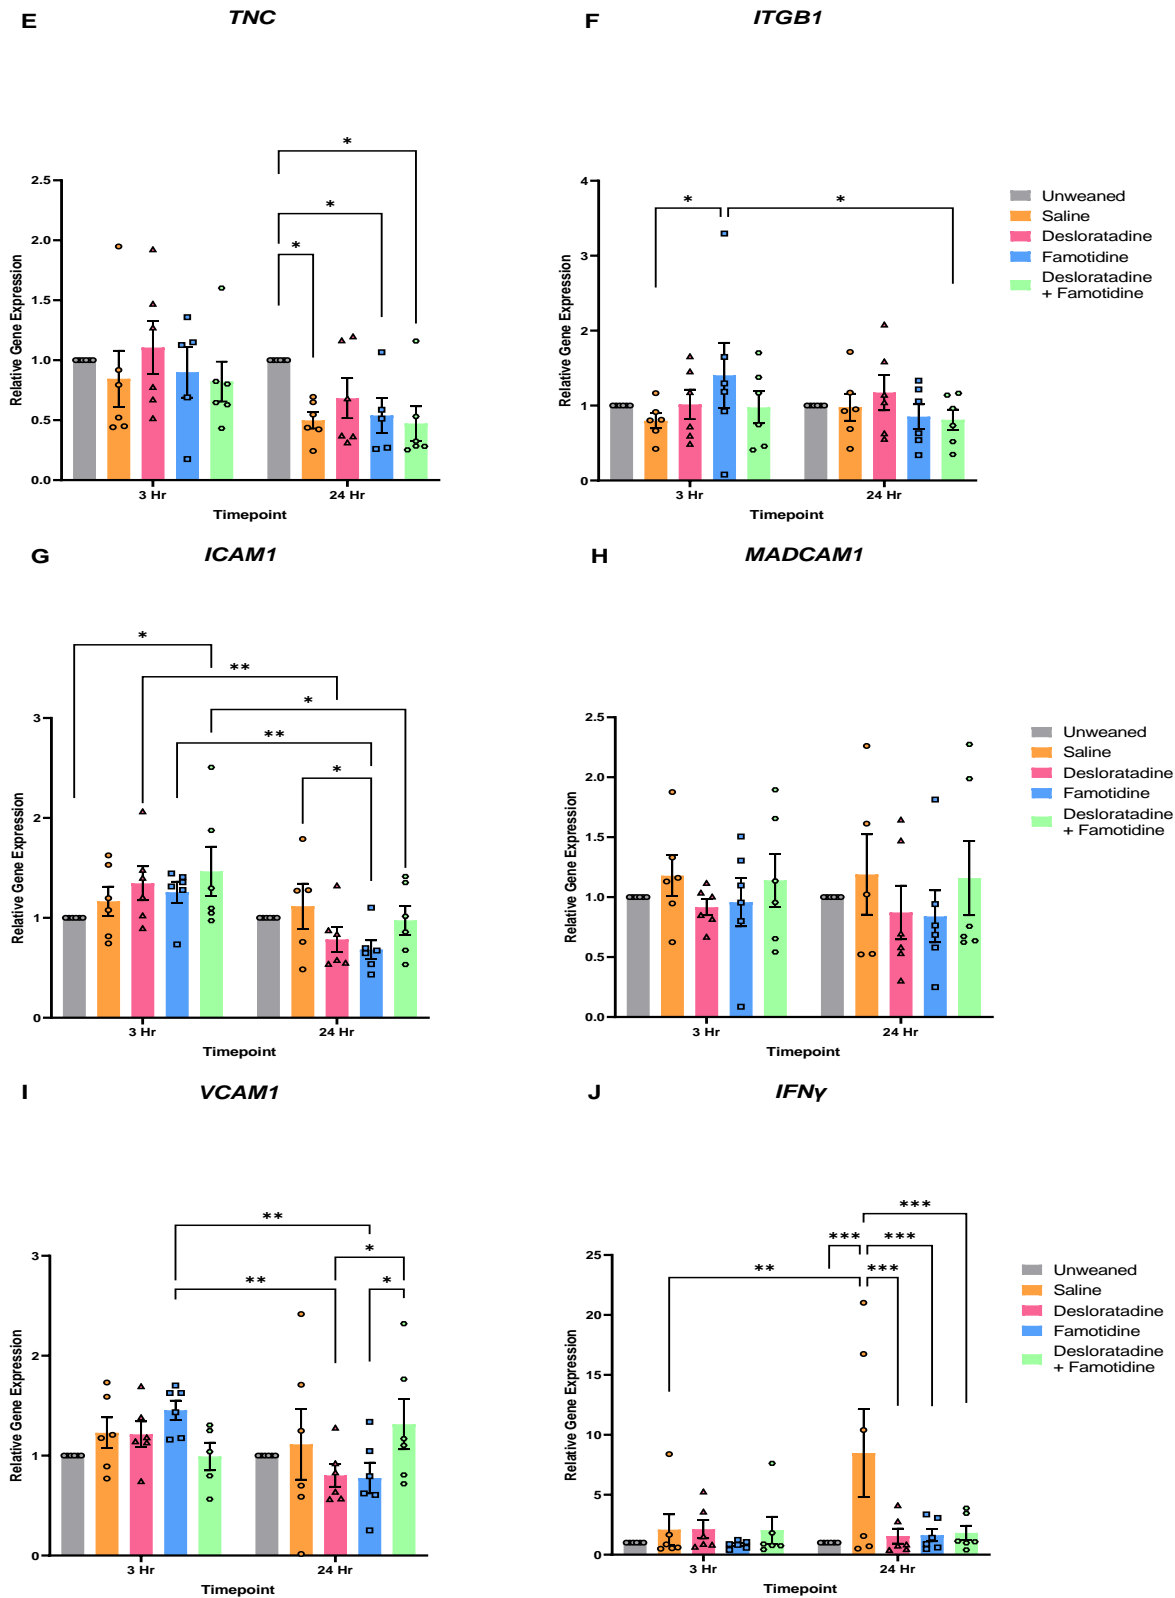 E
TNC
F
ITGB1
*
*
*
2.5
2.0
1.5
1.0
0.5
0.0
Relative Gene Expression
3 Hr
24 Hr
Timepoint
*
*
4
3
2
1
0
Relative Gene Expression
3 Hr
24 Hr
Timepoint
Unweaned
Saline
Desloratadine
Famotidine
Desloratadine
+ Famotidine
G
ICAM1
H
MADCAM1
*
**
*
**
*
3
2
1
0
Relative Gene Expression
3 Hr
24 Hr
Timepoint
2.5
2.0
1.5
1.0
0.5
0.0
Relative Gene Expression
3 Hr
24 Hr
Timepoint
Unweaned
Saline
Desloratadine
Famotidine
Desloratadine
+ Famotidine
I
VCAM1
J
IFNγ
**
*
**
*
3
2
1
0
Relative Gene Expression
3 Hr
24 Hr
Timepoint
***
***
***
**
***
25
20
15
10
5
0
Relative Gene Expression
3 Hr
24 Hr
Timepoint
Unweaned
Saline
Desloratadine
Famotidine
Desloratadine
+ Famotidine